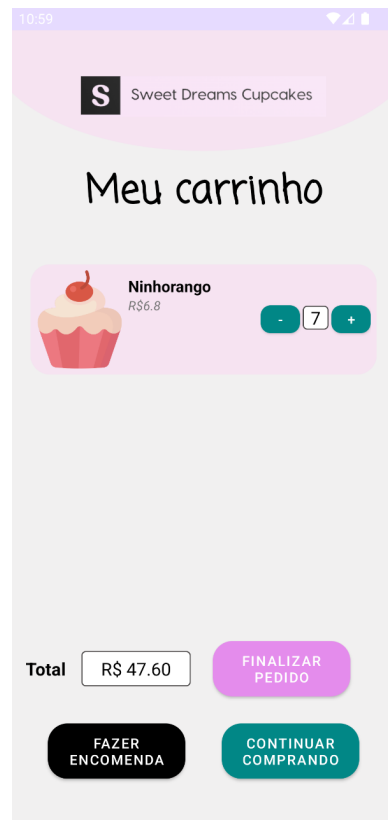 10:59
S Sweet Dreams Cupcakes
Meu carrinho
Ninhorango
R$6.8
- 7 +
Total R$ 47.60
FINALIZAR
PEDIDO
FAZER
ENCOMENDA
CONTINUAR
COMPRANDO